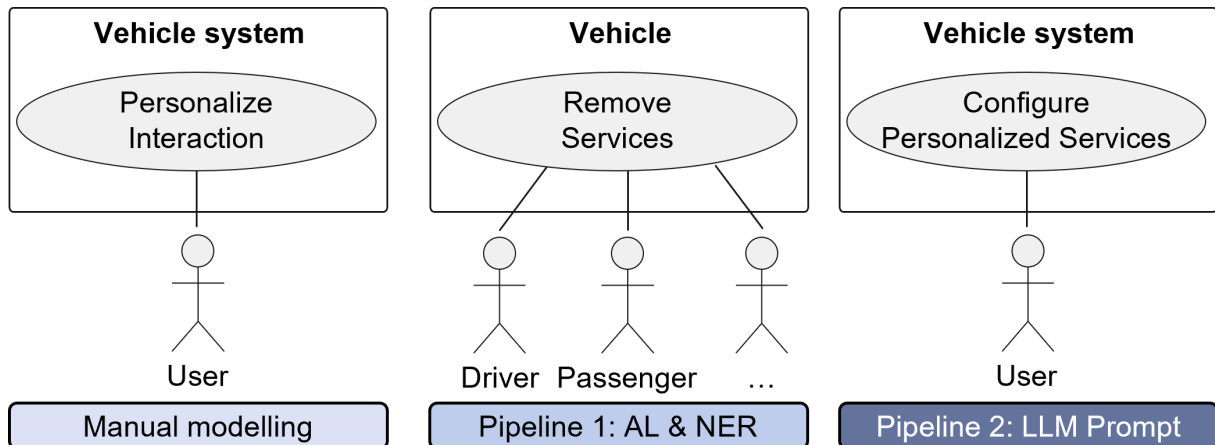 Vehicle system
Personalize
Interaction
User
Manual modelling
Vehicle
Remove
Services
Driver
Passenger
...
Pipeline 1: AL & NER
Vehicle system
Configure
Personalized Services
User
Pipeline 2: LLM Prompt